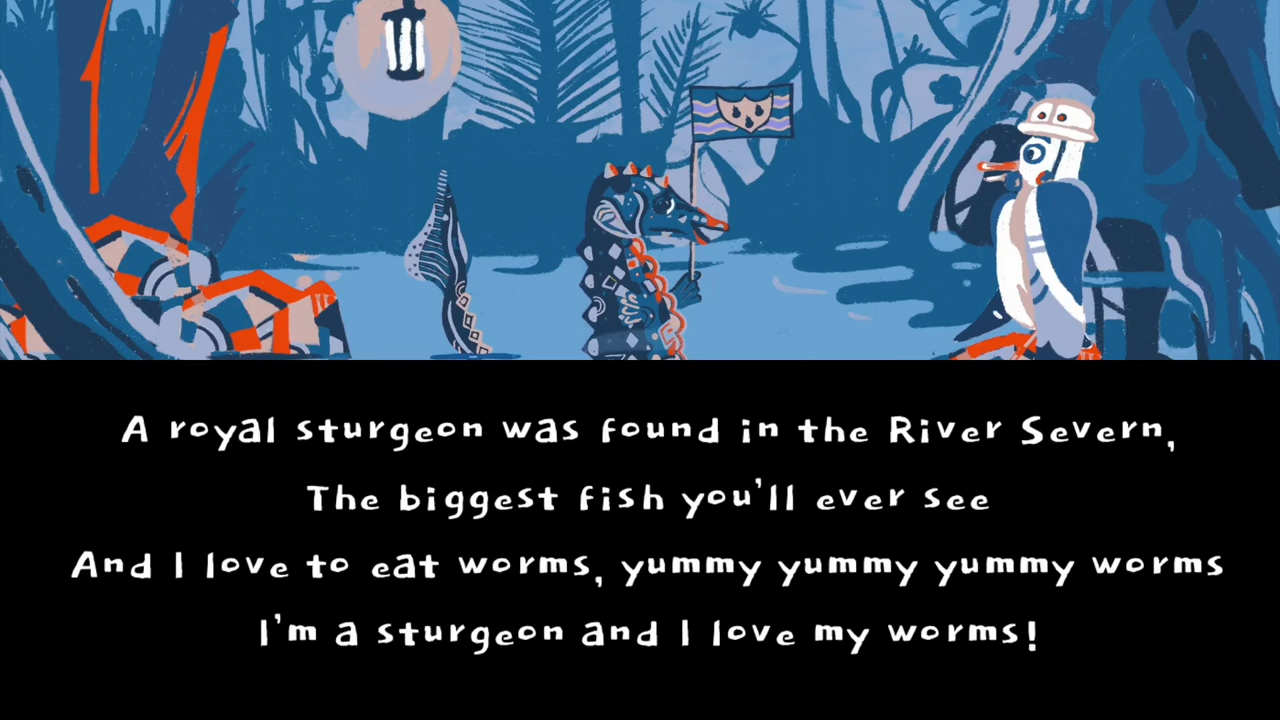 A royal sturgeon was found in the River Severn,
The biggest fish you'll ever see
And I love to eat worms, yummy yummy yummy worms
I'm a sturgeon and I love my worms!